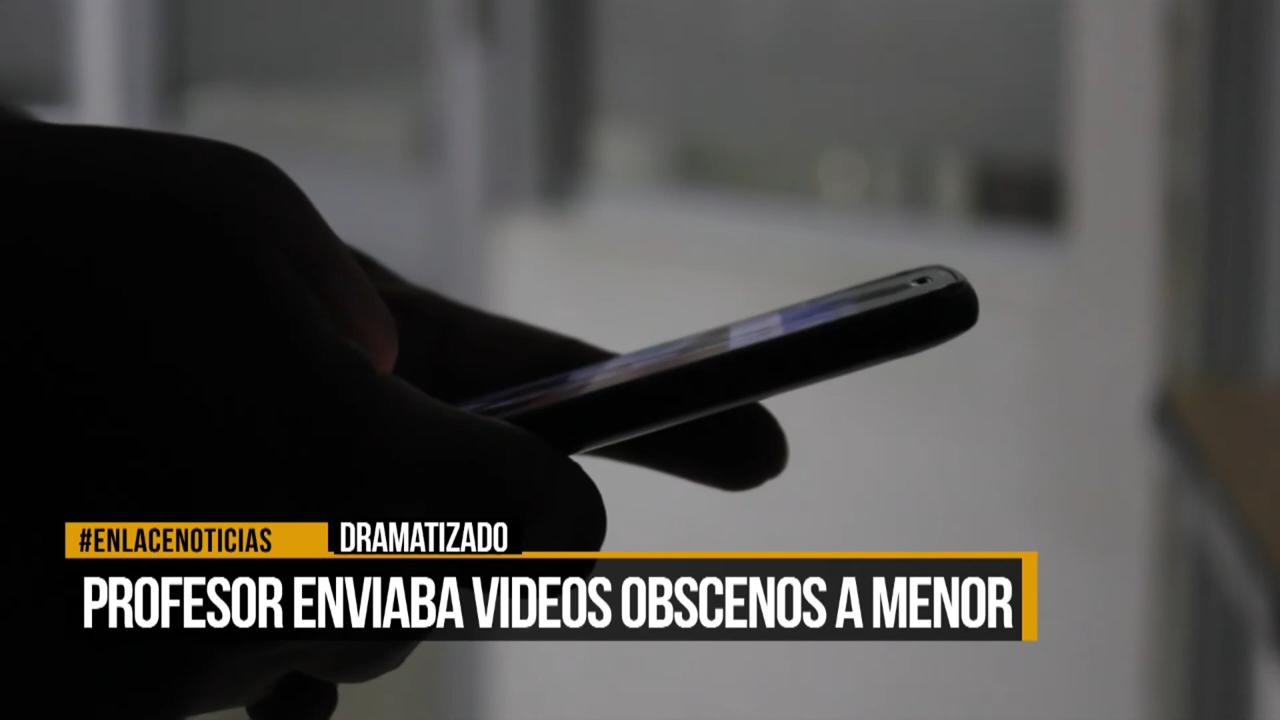 #ENLACENOTICIAS DRAMATIZADO
PROFESOR ENVIABA VIDEOS OBSCENOS A MENOR